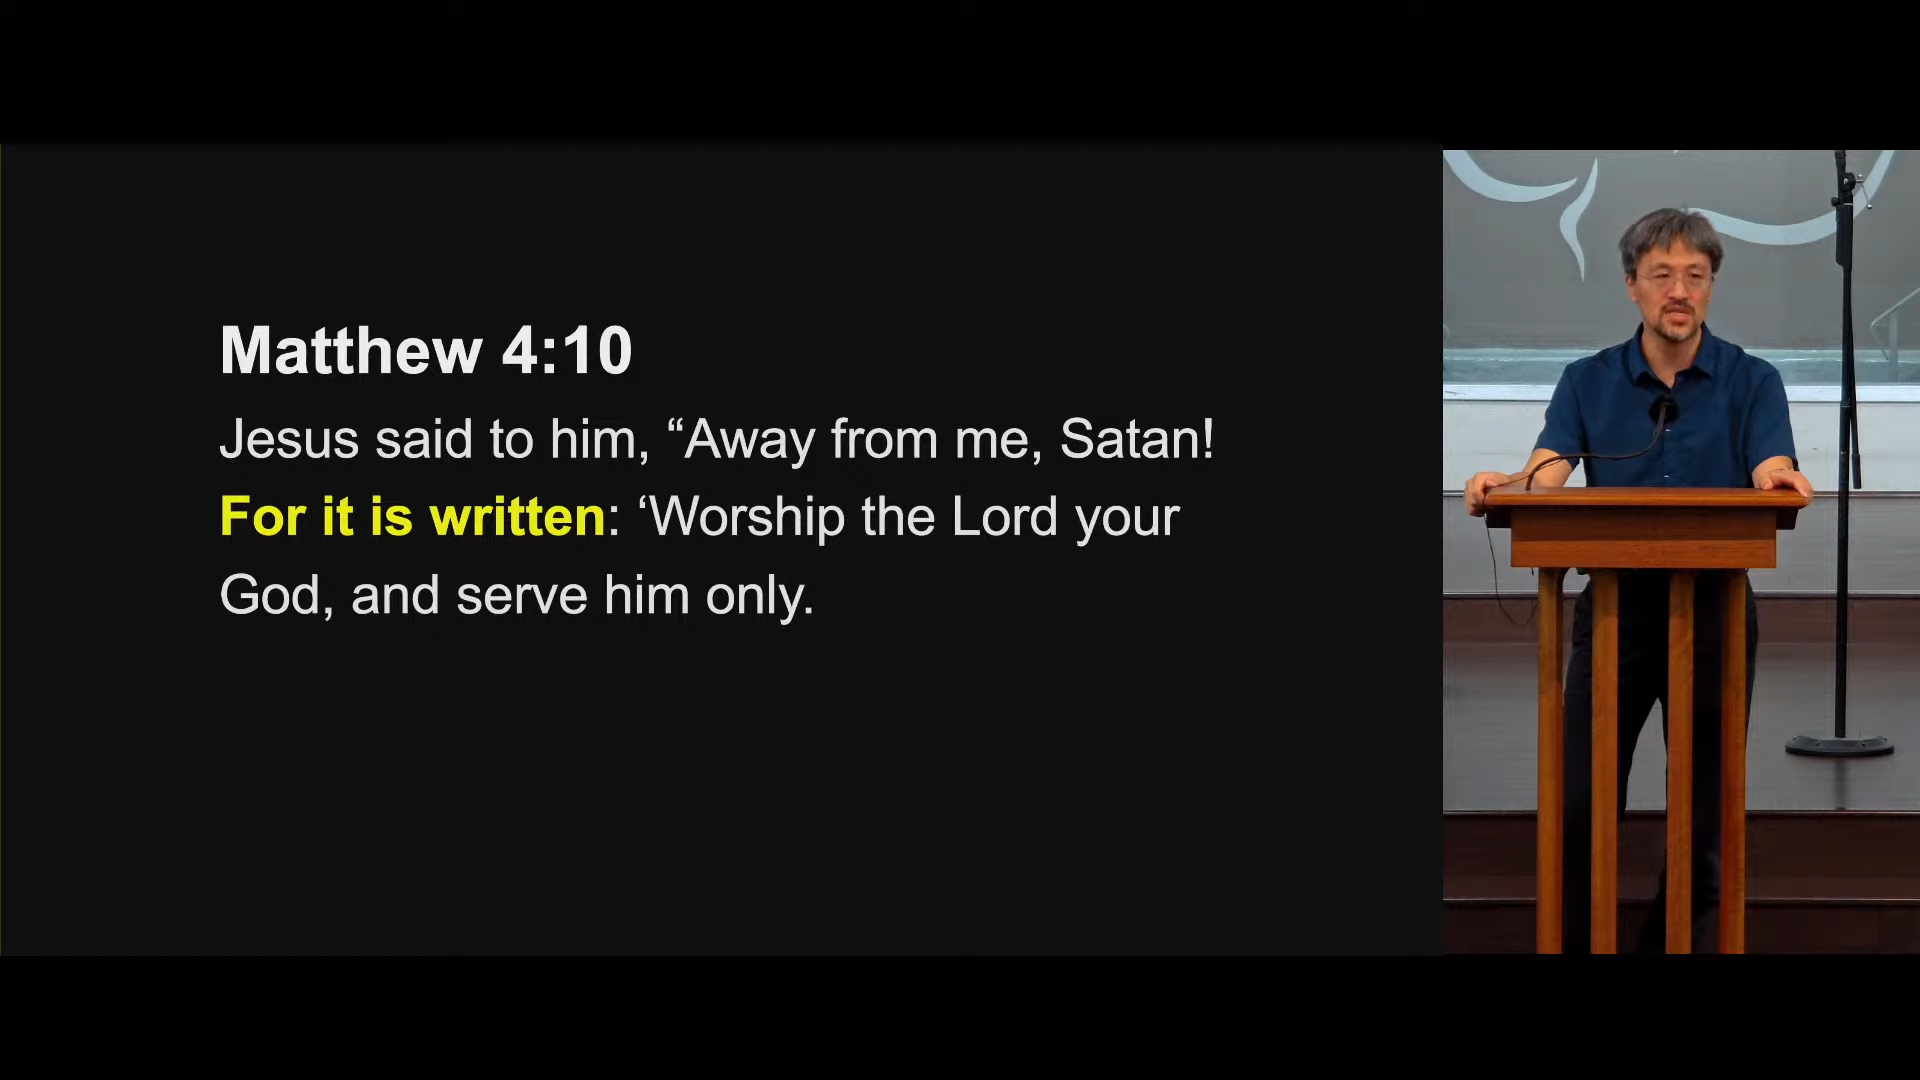 Matthew 4:10
Jesus said to him, “Away from me, Satan!
For it is written: ‘Worship the Lord your
God, and serve him only.